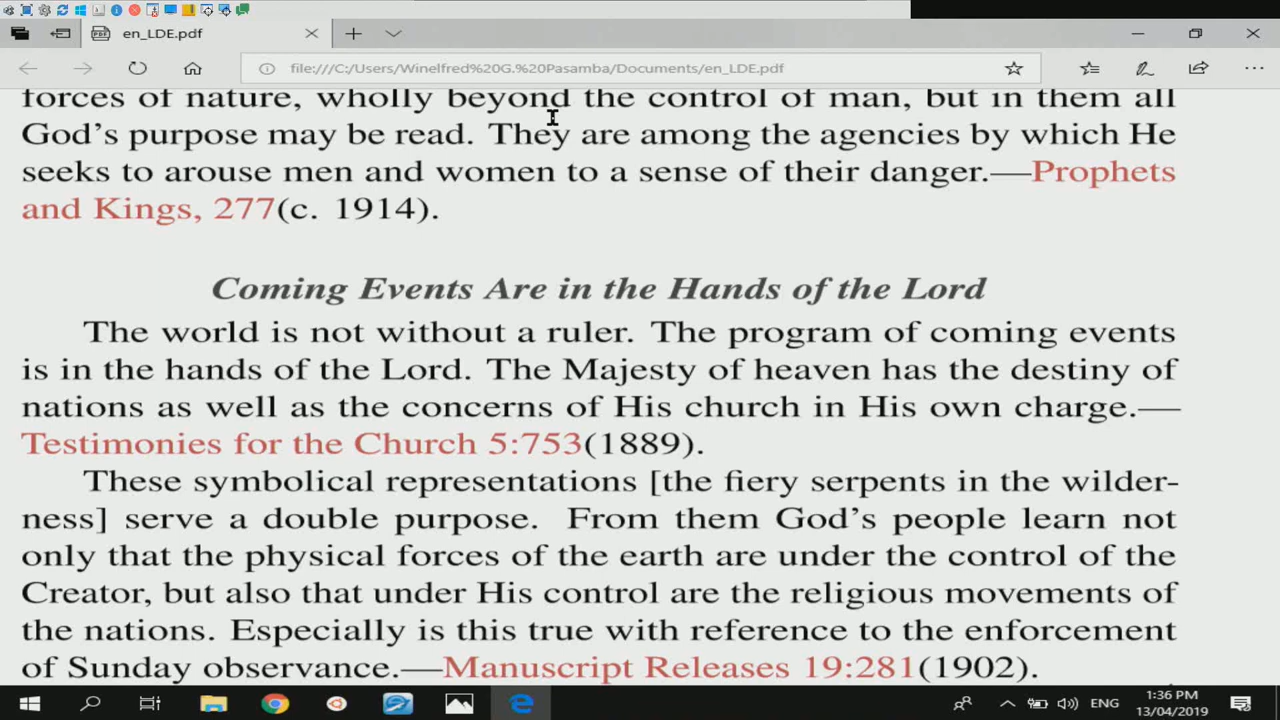 en_LDE.pdf
file:///C:/Users/Winelfred%20G.%20Pasamba/Documents/en_LDE.pdf
forces of nature, wholly beyond the control of man, but in them all
God's purpose may be read. They are among the agencies by which He
seeks to arouse men and women to a sense of their danger.—Prophets
and Kings, 277(c. 1914).
Coming Events Are in the Hands of the Lord
The world is not without a ruler. The program of coming events
is in the hands of the Lord. The Majesty of heaven has the destiny of
nations as well as the concerns of His church in His own charge.—
Testimonies for the Church 5:753(1889).
These symbolical representations [the fiery serpents in the wilder-
ness] serve a double purpose. From them God's people learn not
only that the physical forces of the earth are under the control of the
Creator, but also that under His control are the religious movements of
the nations. Especially is this true with reference to the enforcement
of Sunday observance.—Manuscript Releases 19:281(1902).
ENG
1:36 PM
13/04/2019